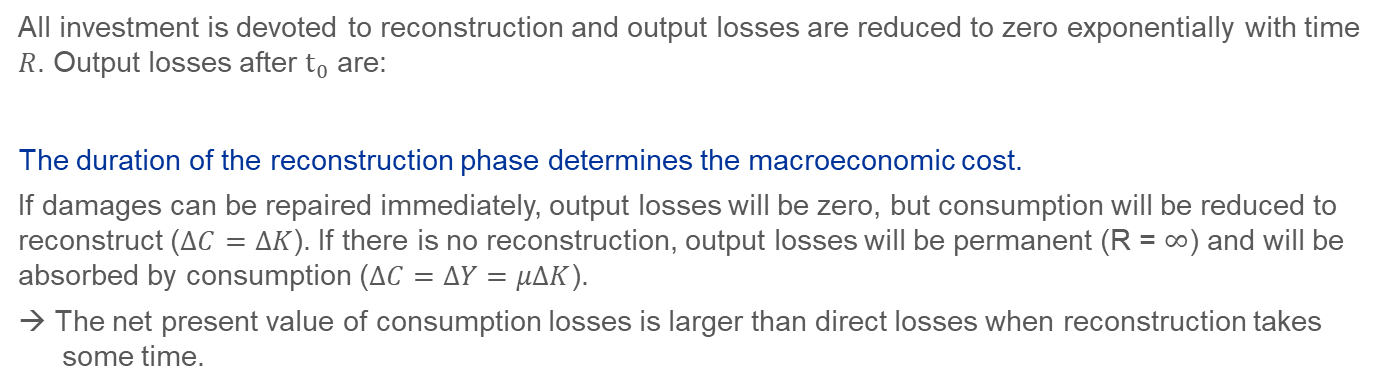 All investment is devoted to reconstruction and output losses are reduced to zero exponentially with time
R. Output losses after t₀ are:
The duration of the reconstruction phase determines the macroeconomic cost.
If damages can be repaired immediately, output losses will be zero, but consumption will be reduced to
reconstruct (ΔC = ΔK). If there is no reconstruction, output losses will be permanent (R = ∞) and will be
absorbed by consumption (ΔC = ΔY = μΔK).
→ The net present value of consumption losses is larger than direct losses when reconstruction takes
some time.